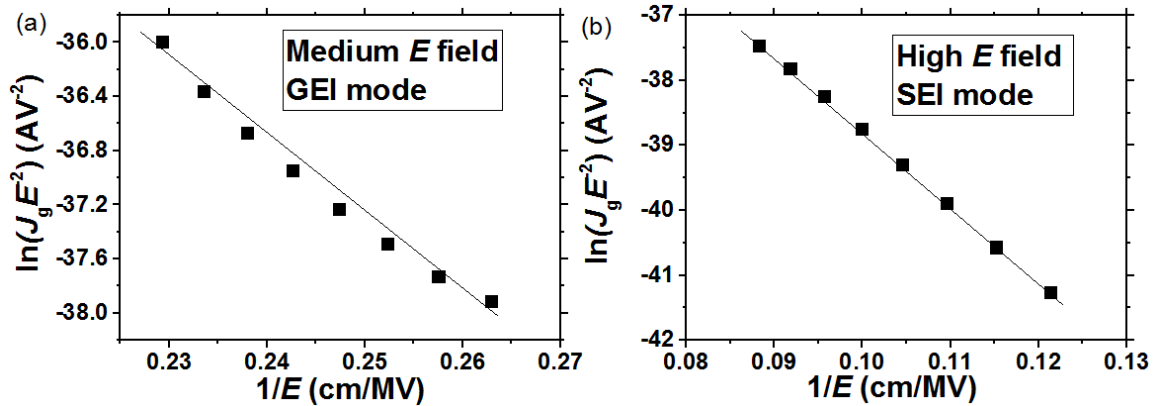 (a)
Medium E field
GEI mode
ln(JgE⁻²) (AV⁻²)
-36.0
-36.4
-36.8
-37.2
-37.6
-38.0
0.23 0.24 0.25 0.26 0.27
1/E (cm/MV)
(b)
High E field
SEI mode
ln(JgE⁻²) (AV⁻²)
-37
-38
-39
-40
-41
-42
0.08 0.09 0.10 0.11 0.12 0.13
1/E (cm/MV)